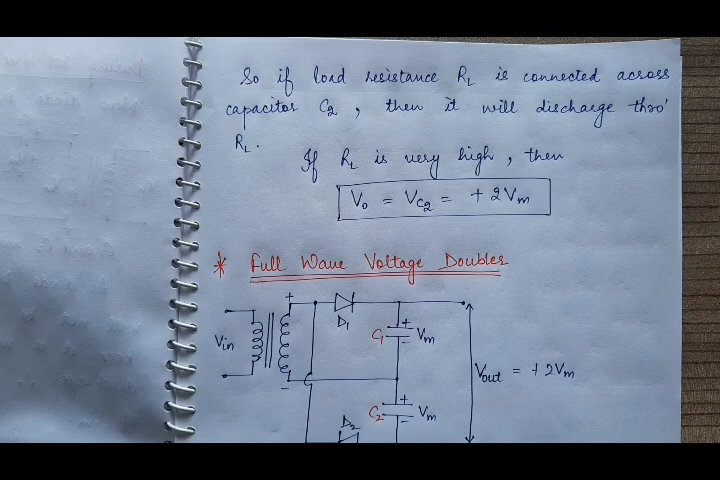 So if load resistance RL is connected across
capacitor C2 , then it will discharge thro'
RL.
If RL is very high , then
Vo = VC2 = + 2Vm
* Full Wave Voltage Doubler
+
D1
C1 + Vm
-
Vin
Vout = + 2Vm
-
C2 + Vm
-
D2